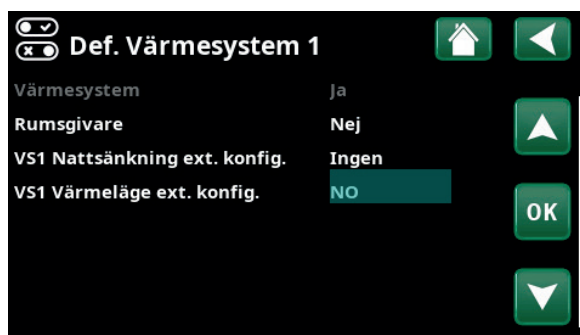 Def. Värmesystem 1
Värmesystem Ja
Rumsgivare Nej
VS1 Nattsänkning ext. konfig. Ingen
VS1 Värmeläge ext. konfig. NO
OK